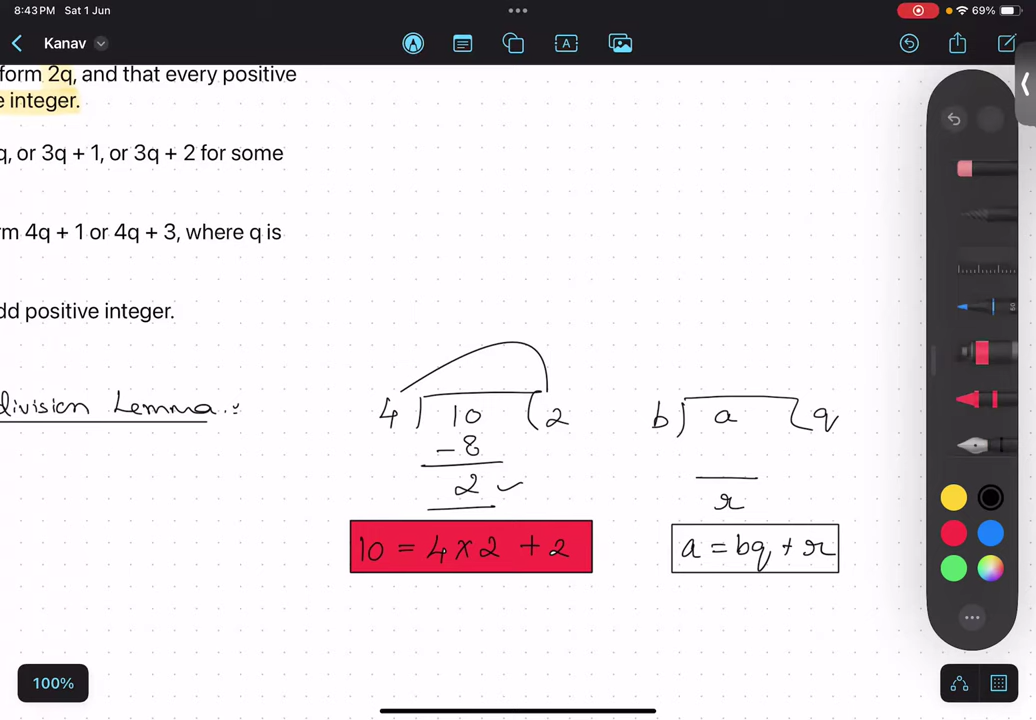 8:43 PM Sat 1 Jun
69%
Kanav
form 2q, and that every positive
e integer.
q, or 3q + 1, or 3q + 2 for some
rm 4q + 1 or 4q + 3, where q is
dd positive integer.
division Lemma :
4) 10 (2
- 8
2 ✓
10 = 4 × 2 + 2
b) a (q
r
a = bq + r
50
100%